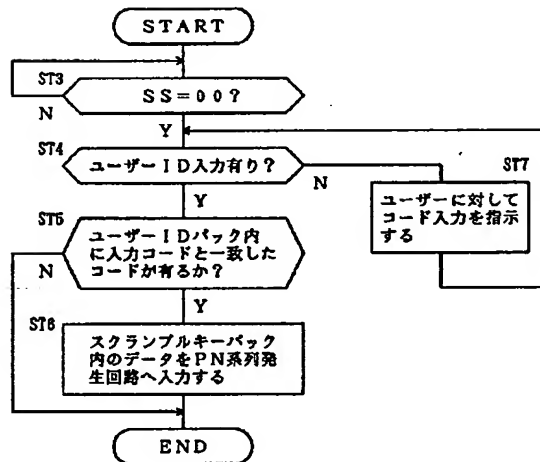 START
ST3
SS=00?
N
Y
ST4
ユーザーID入力有り?
N
ST7
Y
ユーザーに対して
コード入力を指示
する
ST5
ユーザーIDパック内
に入力コードと一致した
コードが有るか?
N
Y
ST6
スクランブルキーパック
内のデータをPN系列発
生回路へ入力する
END